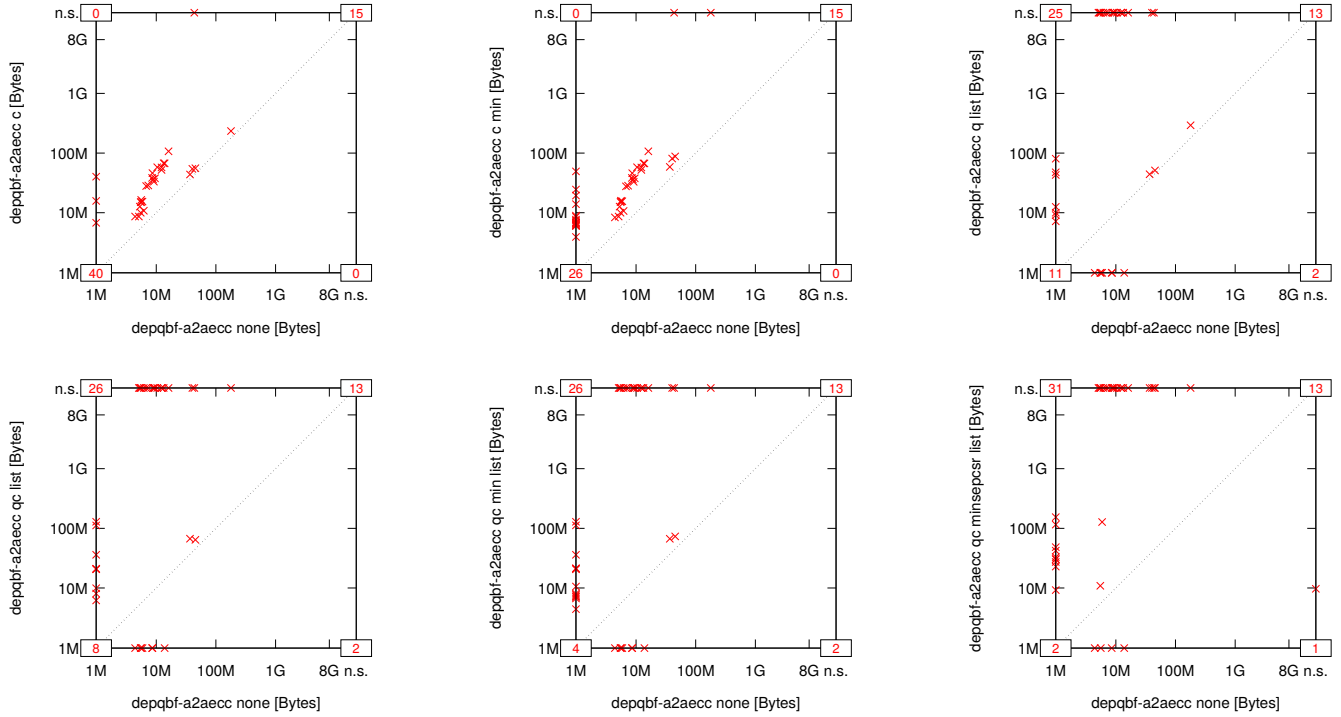 n.s. 0 15
8G
1G
100M
10M
1M 40 0
1M 10M 100M 1G 8G n.s.
depqbf-a2aecc c [Bytes]
depqbf-a2aecc none [Bytes]
n.s. 0 15
8G
1G
100M
10M
1M 26 0
1M 10M 100M 1G 8G n.s.
depqbf-a2aecc c min [Bytes]
depqbf-a2aecc none [Bytes]
n.s. 25 13
8G
1G
100M
10M
1M 11 2
1M 10M 100M 1G 8G n.s.
depqbf-a2aecc q list [Bytes]
depqbf-a2aecc none [Bytes]
n.s. 26 13
8G
1G
100M
10M
1M 8 2
1M 10M 100M 1G 8G n.s.
depqbf-a2aecc qc list [Bytes]
depqbf-a2aecc none [Bytes]
n.s. 26 13
8G
1G
100M
10M
1M 4 2
1M 10M 100M 1G 8G n.s.
depqbf-a2aecc qc min list [Bytes]
depqbf-a2aecc none [Bytes]
n.s. 31 13
8G
1G
100M
10M
1M 2 1
1M 10M 100M 1G 8G n.s.
depqbf-a2aecc qc minsepcsr list [Bytes]
depqbf-a2aecc none [Bytes]